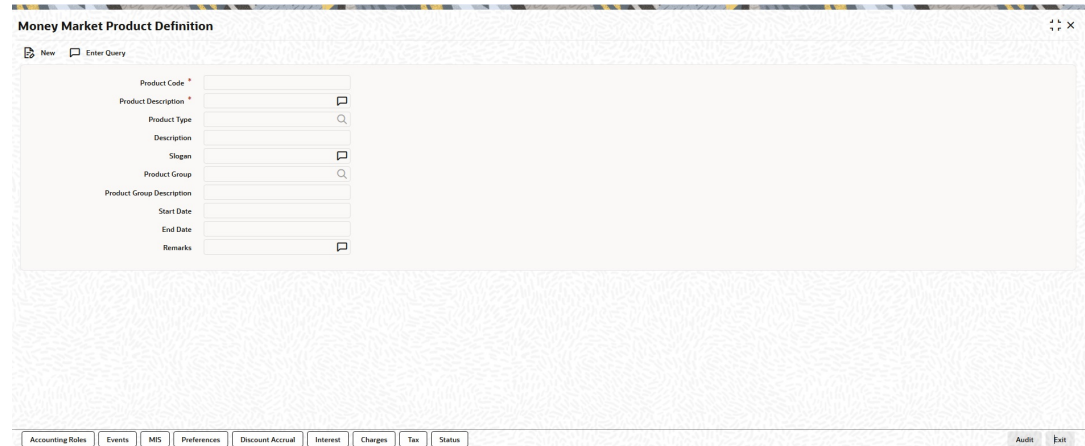 Money Market Product Definition
New Enter Query
Product Code *
Product Description *
Product Type
Description
Slogan
Product Group
Product Group Description
Start Date
End Date
Remarks
Accounting Roles Events MIS Preferences Discount Accrual Interest Charges Tax Status Audit Exit